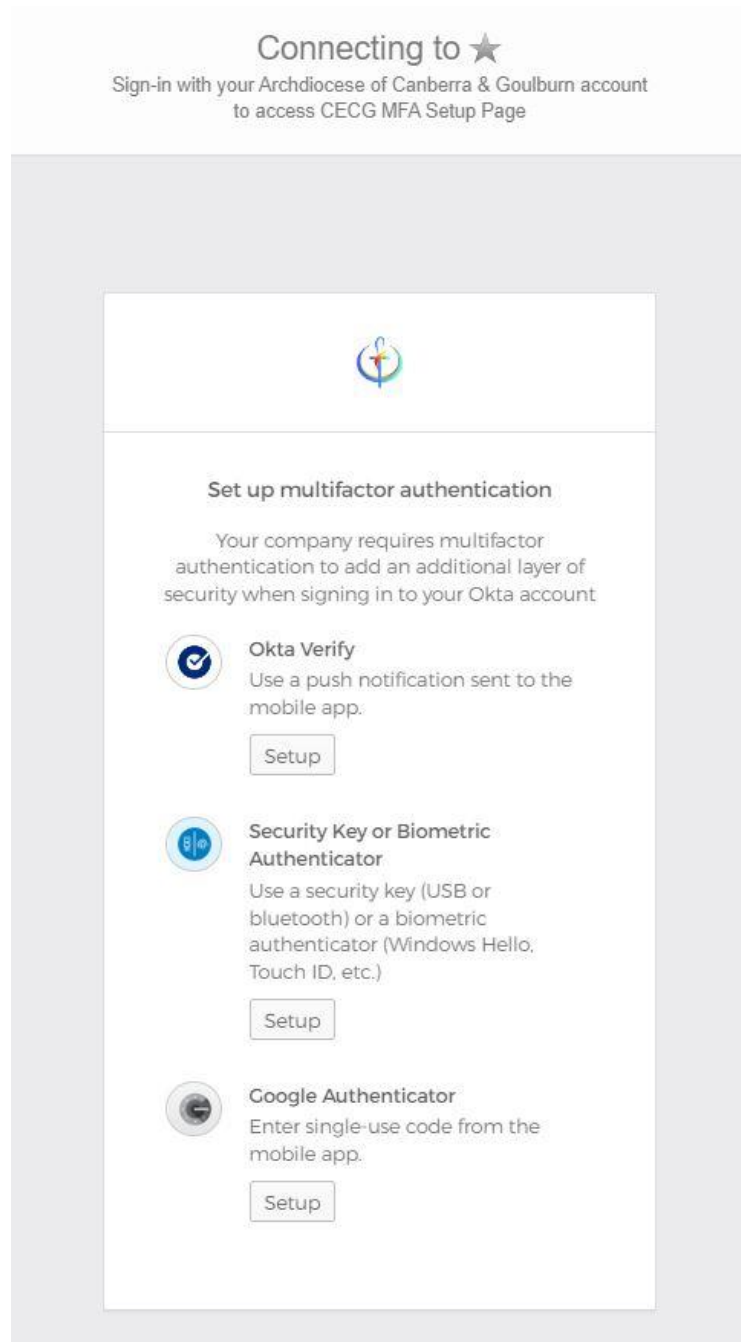 Connecting to
Sign-in with your Archdiocese of Canberra & Goulburn account
to access CECG MFA Setup Page
Set up multifactor authentication
Your company requires multifactor
authentication to add an additional layer of
security when signing in to your Okta account
Okta Verify
Use a push notification sent to the
mobile app.
Setup
Security Key or Biometric
Authenticator
Use a security key (USB or
bluetooth) or a biometric
authenticator (Windows Hello,
Touch ID, etc.)
Setup
Google Authenticator
Enter single-use code from the
mobile app.
Setup